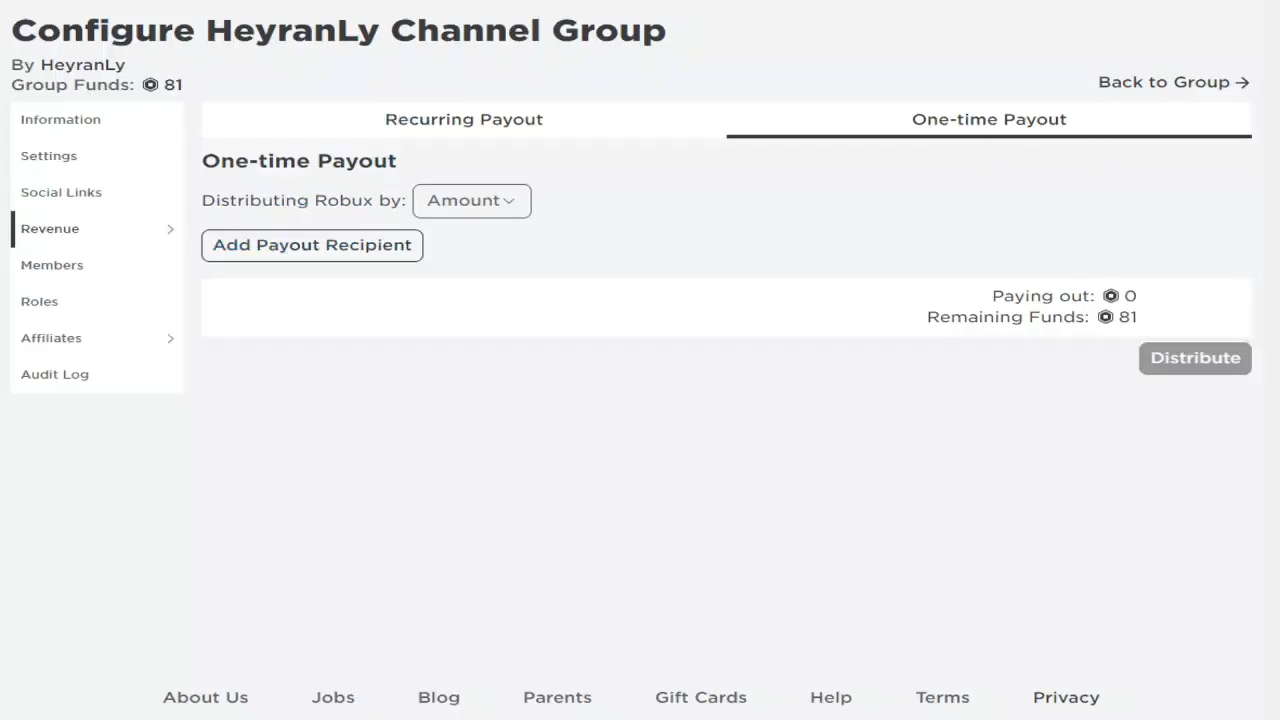 Configure HeyranLy Channel Group
By HeyranLy
Group Funds: 81
Back to Group →
Information
Settings
Social Links
Revenue
Members
Roles
Affiliates
Audit Log
Recurring Payout
One-time Payout
One-time Payout
Distributing Robux by: Amount
Add Payout Recipient
Paying out: 0
Remaining Funds: 81
Distribute
About Us Jobs Blog Parents Gift Cards Help Terms Privacy